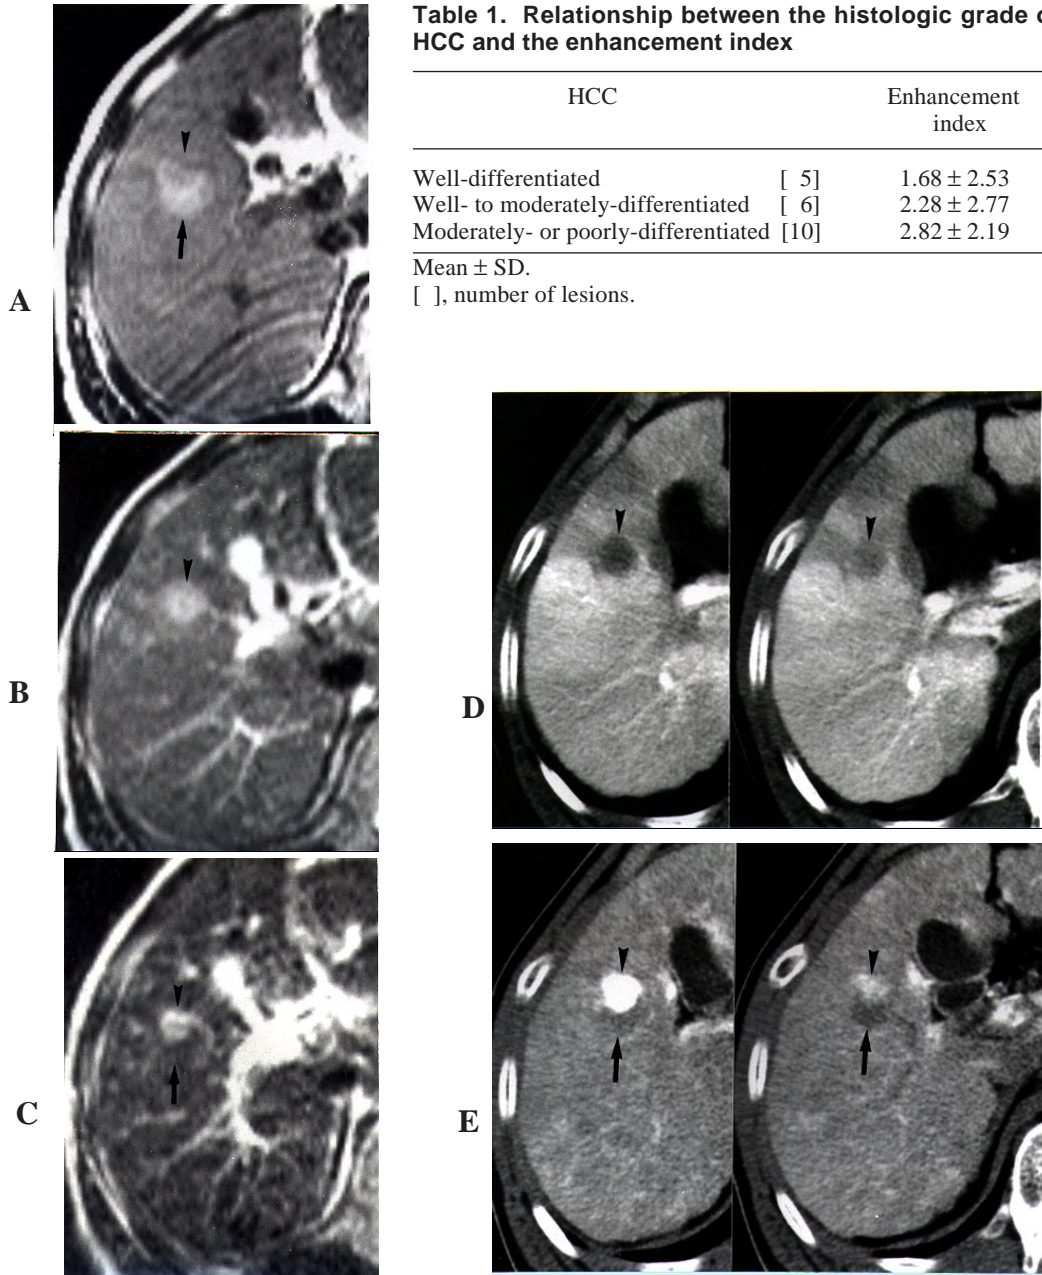 Table 1. Relationship between the histologic grade
HCC and the enhancement index
HCC
Enhancement
index
Well-differentiated [ 5] 1.68 ± 2.53
Well- to moderately-differentiated [ 6] 2.28 ± 2.77
Moderately- or poorly-differentiated [10] 2.82 ± 2.19
Mean ± SD.
[ ], number of lesions.
A
B
D
C
E